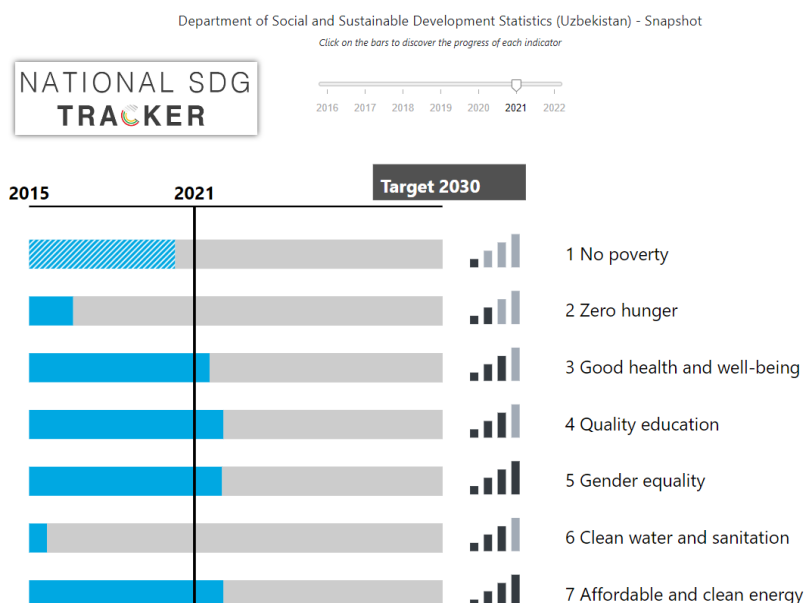 Department of Social and Sustainable Development Statistics (Uzbekistan) - Snapshot
Click on the bars to discover the progress of each indicator
NATIONAL SDG
TRACKER
2016 2017 2018 2019 2020 2021 2022
2015 2021 Target 2030
1 No poverty
2 Zero hunger
3 Good health and well-being
4 Quality education
5 Gender equality
6 Clean water and sanitation
7 Affordable and clean energy